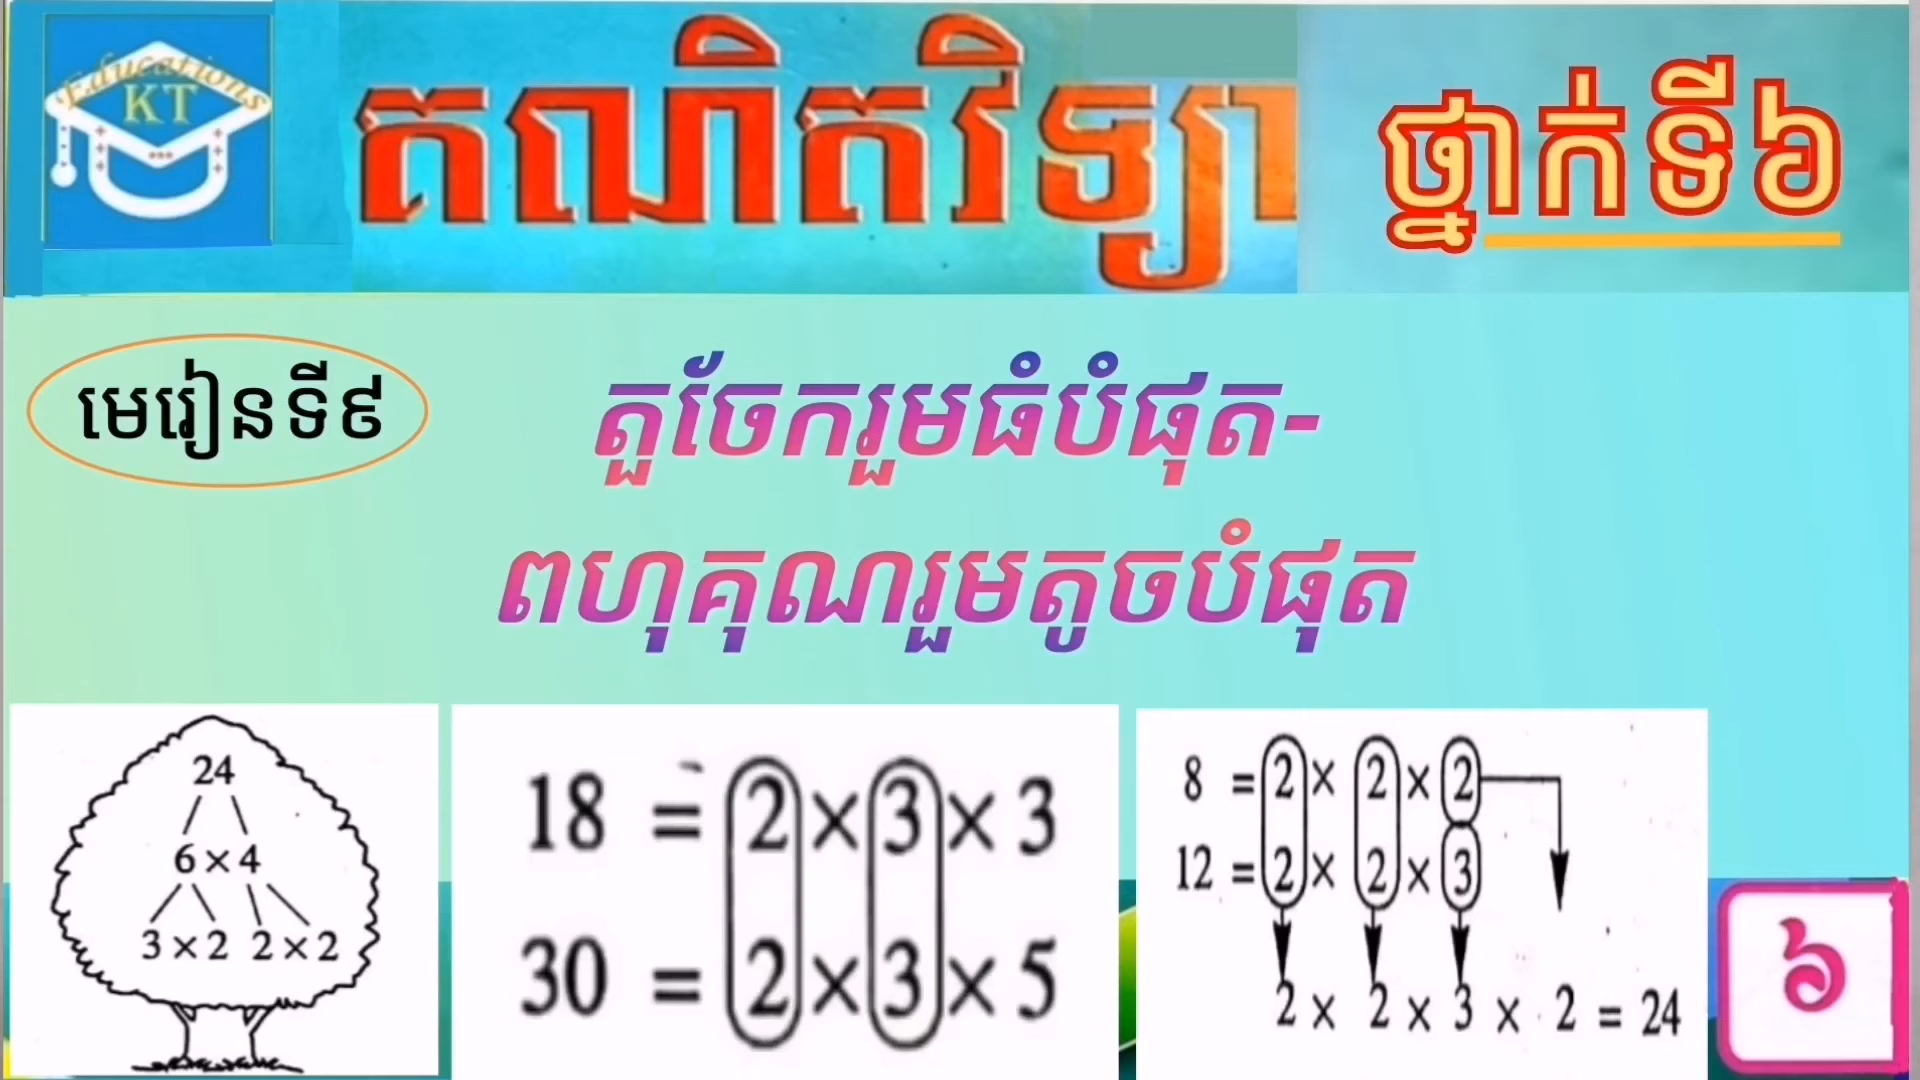 Educations
KT
គណិតវិទ្យា
ថ្នាក់ទី៦
មេរៀនទី៩
តួចែករួមធំបំផុត-
ពហុគុណរួមតូចបំផុត
24
6 × 4
3 × 2 2 × 2
18 = 2 × 3 × 3
30 = 2 × 3 × 5
8 = 2 × 2 × 2
12 = 2 × 2 × 3
2 × 2 × 3 × 2 = 24
៦